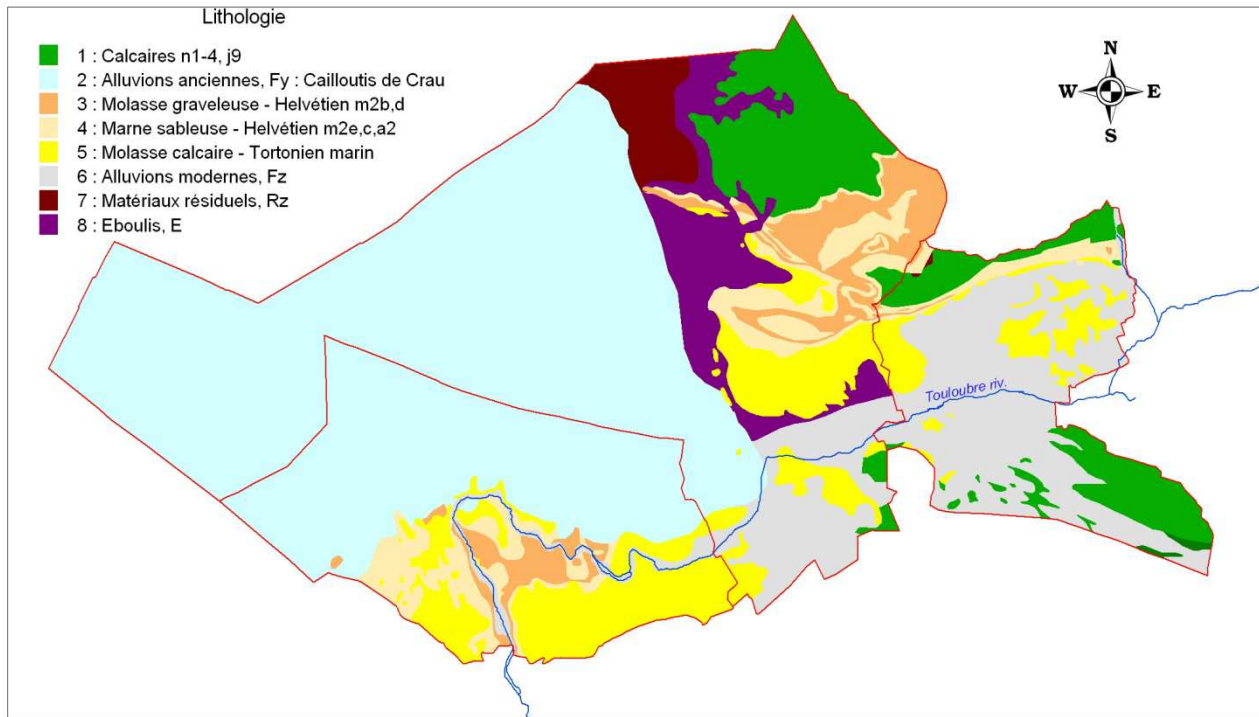 Lithologie
1 : Calcaires n1-4, j9
2 : Alluvions anciennes, Fy : Cailloutis de Crau
3 : Molasse graveleuse - Helvétien m2b,d
4 : Marne sableuse - Helvétien m2e,c,a2
5 : Molasse calcaire - Tortonien marin
6 : Alluvions modernes, Fz
7 : Matériaux résiduels, Rz
8 : Eboulis, E
N
W E
S
Touloubre riv.